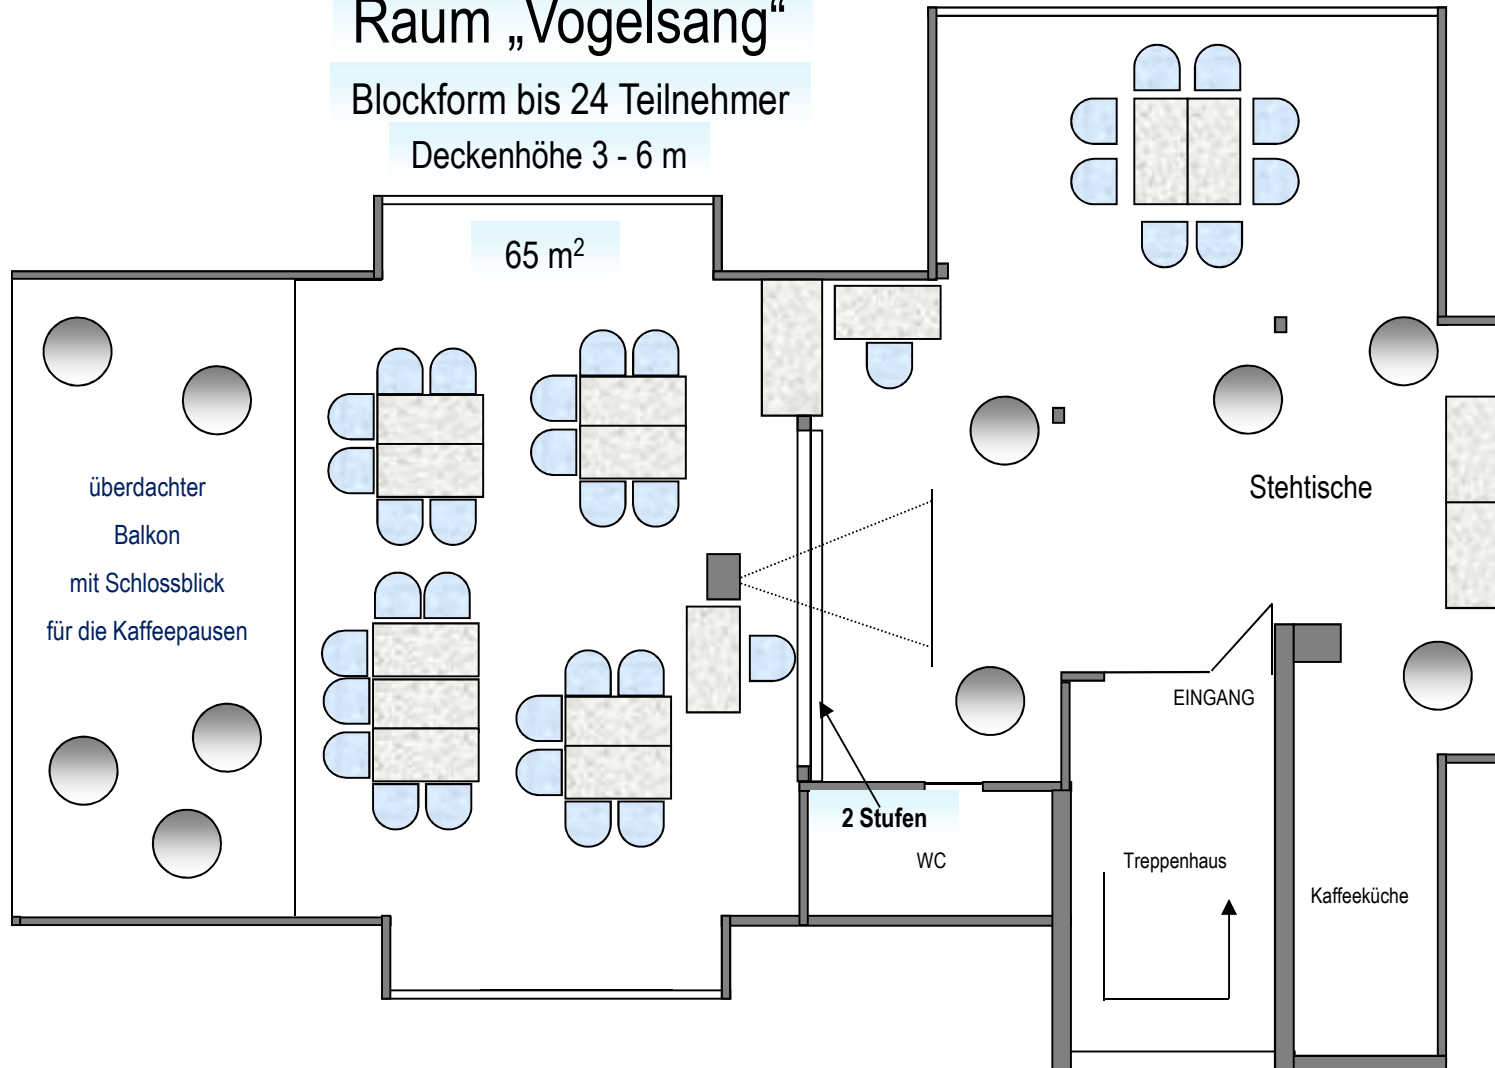 Raum „Vogelsang“
Blockform bis 24 Teilnehmer
Deckenhöhe 3 - 6 m
65 m²
überdachter
Balkon
mit Schlossblick
für die Kaffeepausen
Stehtische
EINGANG
2 Stufen
WC
Treppenhaus
Kaffeeküche